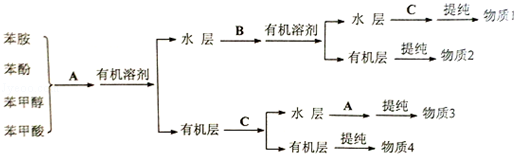 苯胺
苯酚
苯甲醇
苯甲酸
A
有机溶剂
水 层
B
有机溶剂
水 层
C
提纯
物质1
有机层
提纯
物质2
有机层
C
水 层
A
提纯
物质3
有机层
提纯
物质4